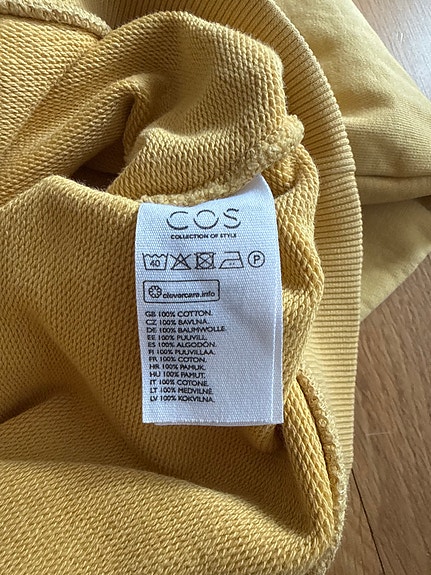 COS
COLLECTION OF STYLE
40 P
clevercare.info
GB 100% COTTON.
CZ 100% BAVLNA.
DE 100% BAUMWOLLE.
EE 100% PUUVILL.
ES 100% ALGODÓN.
FI 100% PUUVILLAA.
FR 100% COTON.
HR 100% PAMUK.
HU 100% PAMUT.
IT 100% COTONE.
LT 100% MEDVILNĖ
LV 100% KOKVILNA.